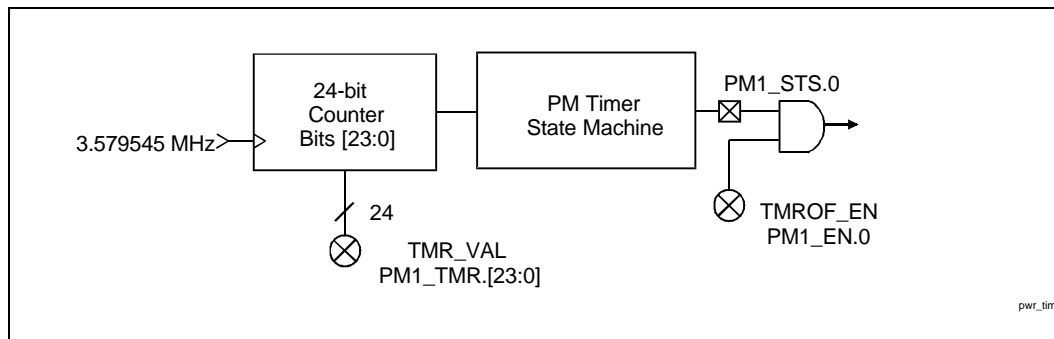 24-bit
Counter
Bits [23:0]
PM Timer
State Machine
PM1_STS.0
3.579545 MHz
24
TMR_VAL
PM1_TMR.[23:0]
TMROF_EN
PM1_EN.0
pwr_tim